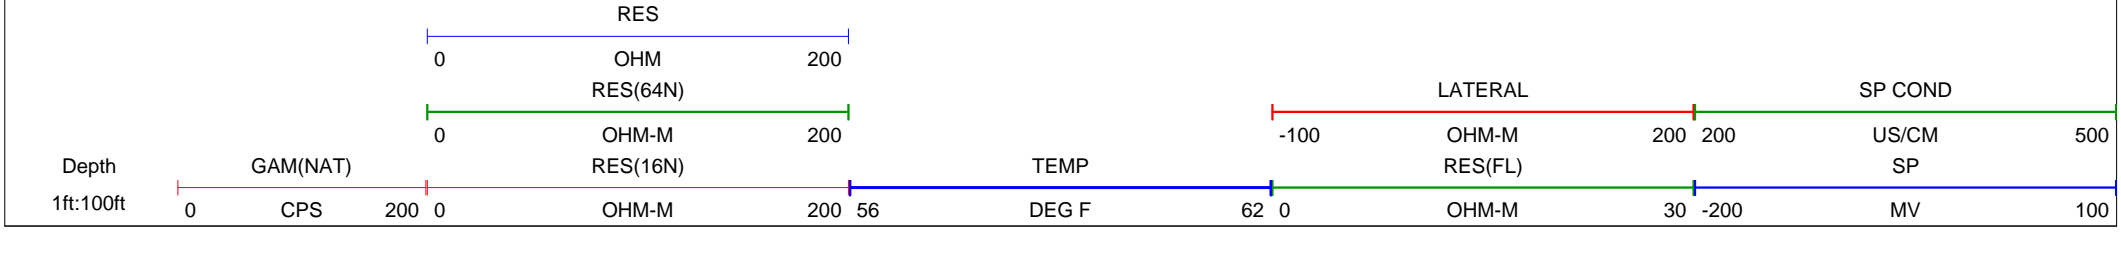 RES
0 OHM 200
RES(64N) LATERAL SP COND
0 OHM-M 200 -100 OHM-M 200 200 US/CM 500
Depth GAM(NAT) RES(16N) TEMP RES(FL) SP
1ft:100ft 0 CPS 200 0 OHM-M 200 56 DEG F 62 0 OHM-M 30 -200 MV 100